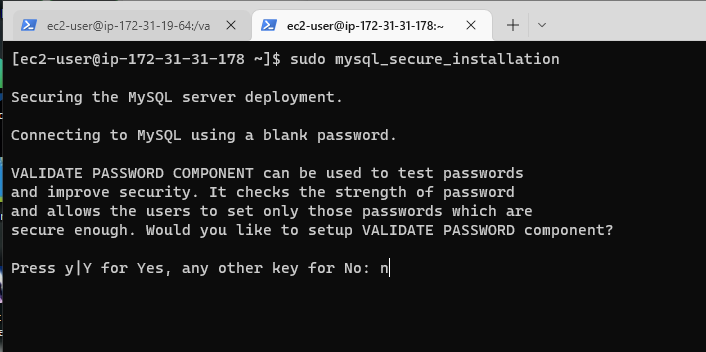 ec2-user@ip-172-31-19-64:/va
ec2-user@ip-172-31-31-178:~
[ec2-user@ip-172-31-31-178 ~]$ sudo mysql_secure_installation
Securing the MySQL server deployment.
Connecting to MySQL using a blank password.
VALIDATE PASSWORD COMPONENT can be used to test passwords
and improve security. It checks the strength of password
and allows the users to set only those passwords which are
secure enough. Would you like to setup VALIDATE PASSWORD component?
Press y|Y for Yes, any other key for No: n